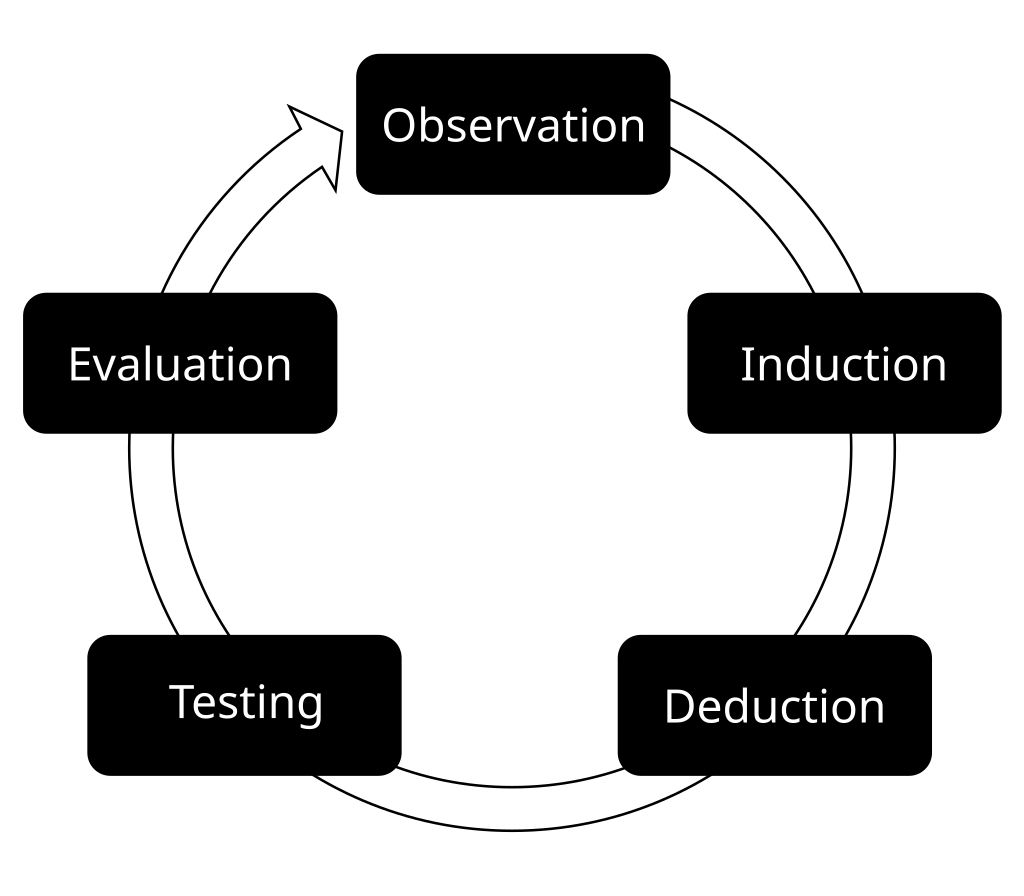 Observation
Induction
Deduction
Testing
Evaluation